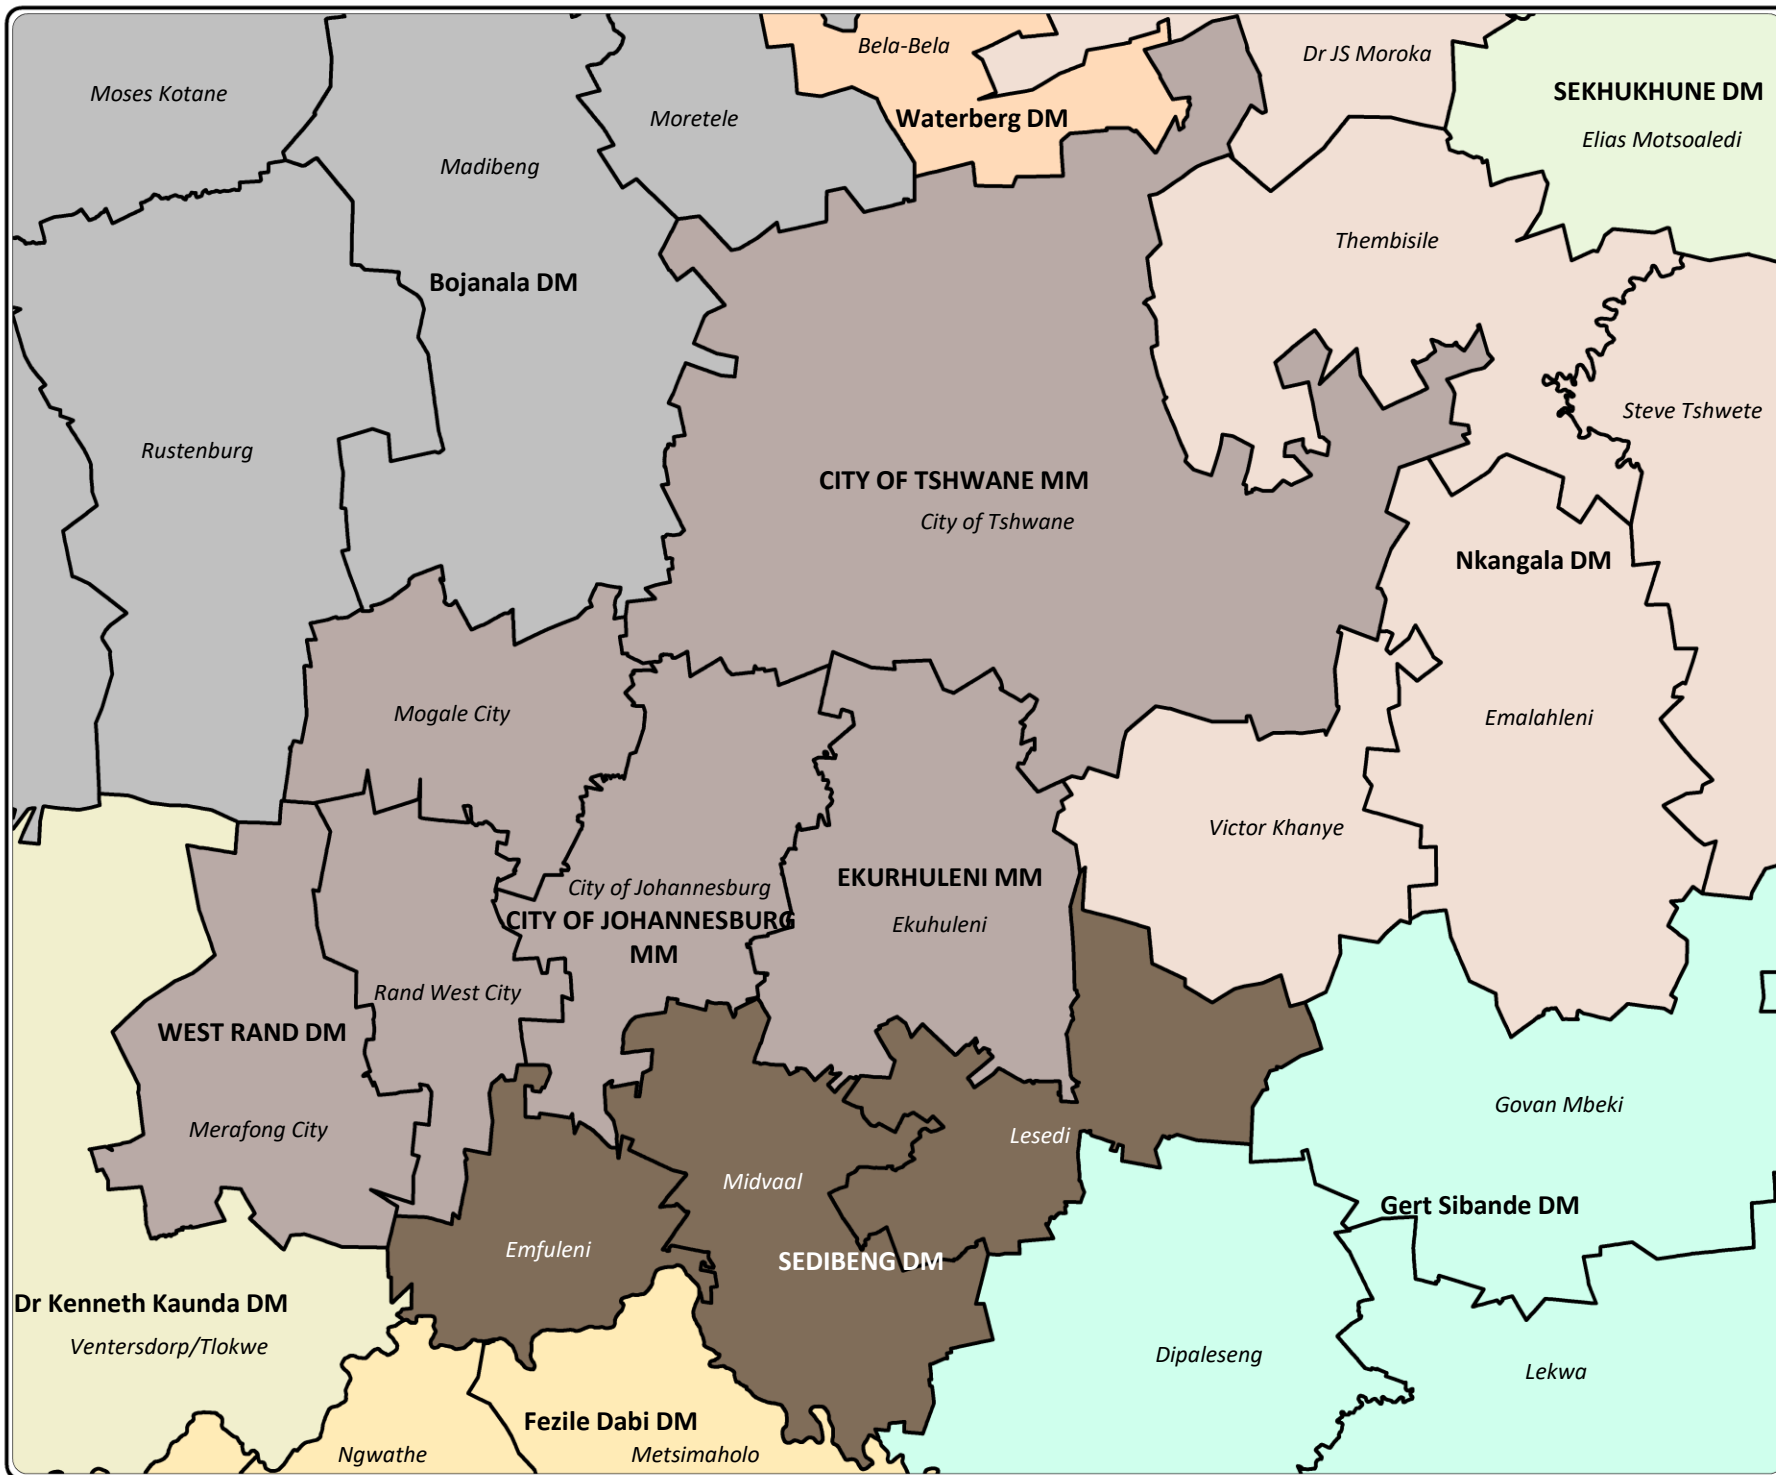 Bela-Bela
Dr JS Moroka
Moses Kotane
SEKHUKHUNE DM
Moretele
Waterberg DM
Elias Motsoaledi
Madibeng
Thembisile
Bojanala DM
Steve Tshwete
Rustenburg
CITY OF TSHWANE MM
City of Tshwane
Nkangala DM
Mogale City
Emalahleni
Victor Khanye
City of Johannesburg
CITY OF JOHANNESBURG
MM
EKURHULENI MM
Ekuhuleni
Rand West City
WEST RAND DM
Merafong City
Govan Mbeki
Lesedi
Midvaal
Gert Sibande DM
Emfuleni
SEDIBENG DM
Dr Kenneth Kaunda DM
Ventersdorp/Tlokwe
Dipaleseng
Lekwa
Fezile Dabi DM
Ngwathe
Metsimaholo